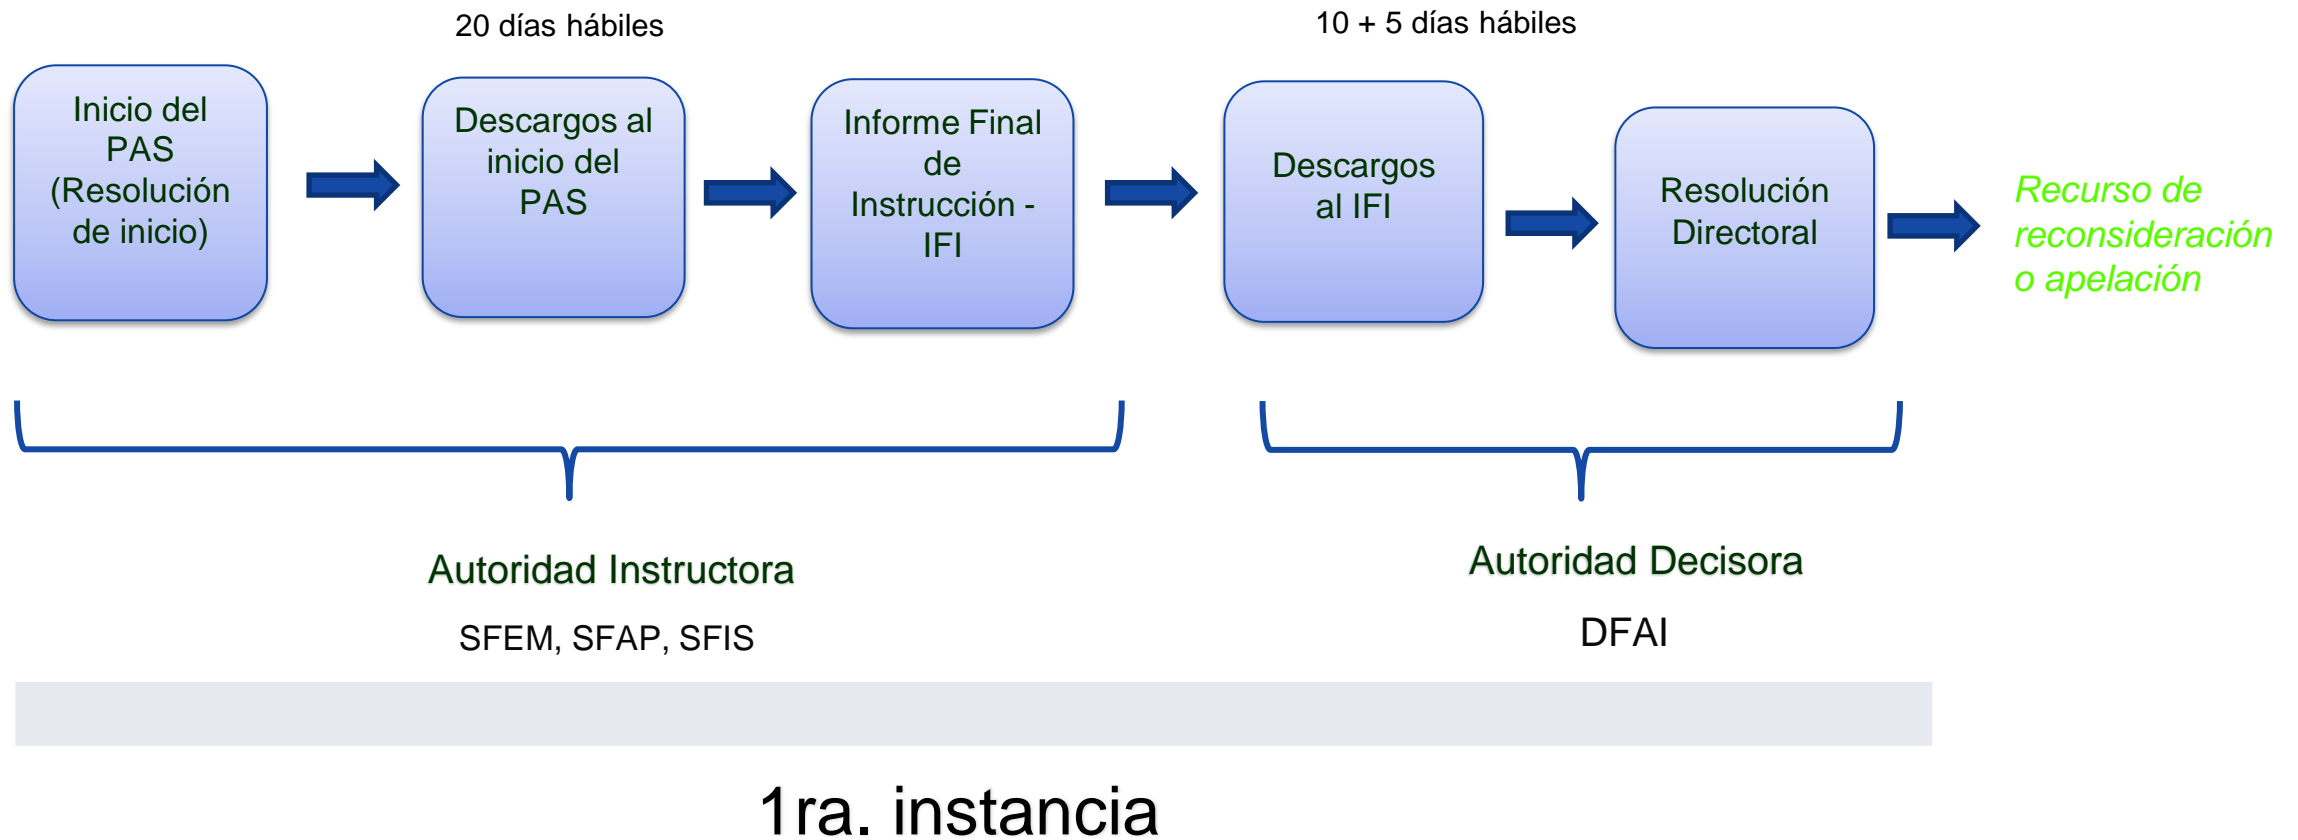 20 días hábiles
10 + 5 días hábiles
Inicio del
PAS
(Resolución
de inicio)
Descargos al
inicio del
PAS
Informe Final
de
Instrucción -
IFI
Descargos
al IFI
Resolución
Directoral
Recurso de
reconsideración
o apelación
Autoridad Instructora
SFEM, SFAP, SFIS
Autoridad Decisora
DFAI
1ra. instancia